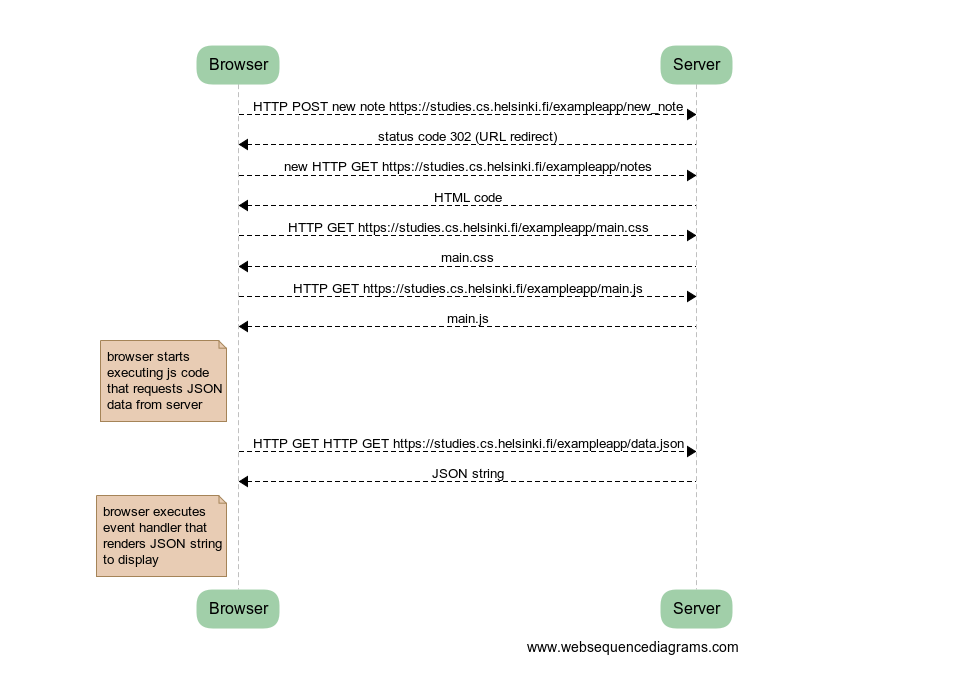 Browser
Server
HTTP POST new note https://studies.cs.helsinki.fi/exampleapp/new_note
status code 302 (URL redirect)
new HTTP GET https://studies.cs.helsinki.fi/exampleapp/notes
HTML code
HTTP GET https://studies.cs.helsinki.fi/exampleapp/main.css
main.css
HTTP GET https://studies.cs.helsinki.fi/exampleapp/main.js
main.js
browser starts
executing js code
that requests JSON
data from server
HTTP GET HTTP GET https://studies.cs.helsinki.fi/exampleapp/data.json
JSON string
browser executes
event handler that
renders JSON string
to display
Browser
Server
www.websequencediagrams.com